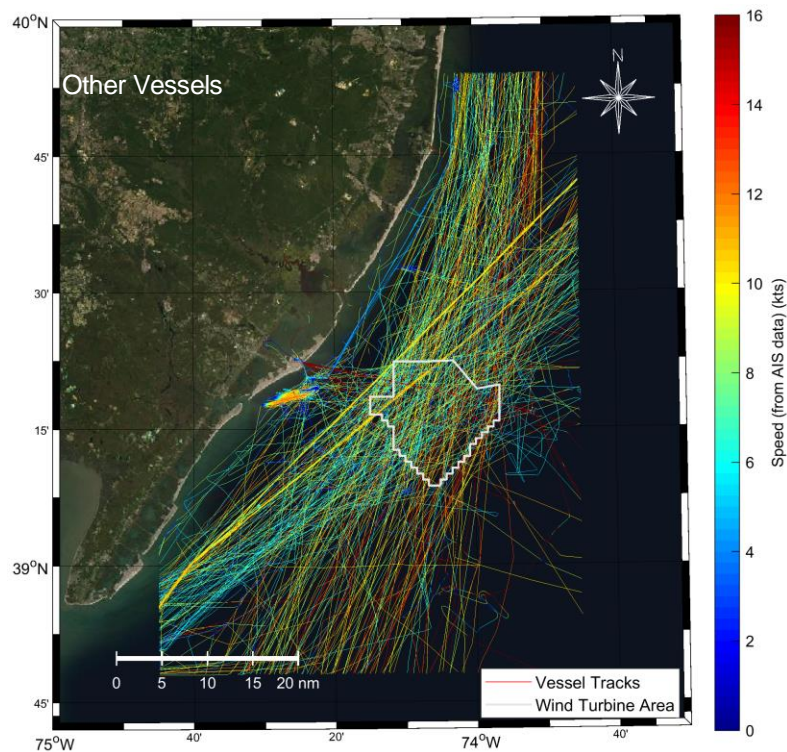 40°N
Other Vessels
N
45'
30'
15'
39°N
45'
0 5 10 15 20 nm
Vessel Tracks
Wind Turbine Area
75°W 40' 20' 74°W 40'
16
14
12
10
8
6
4
2
0
Speed (from AIS data) (kts)